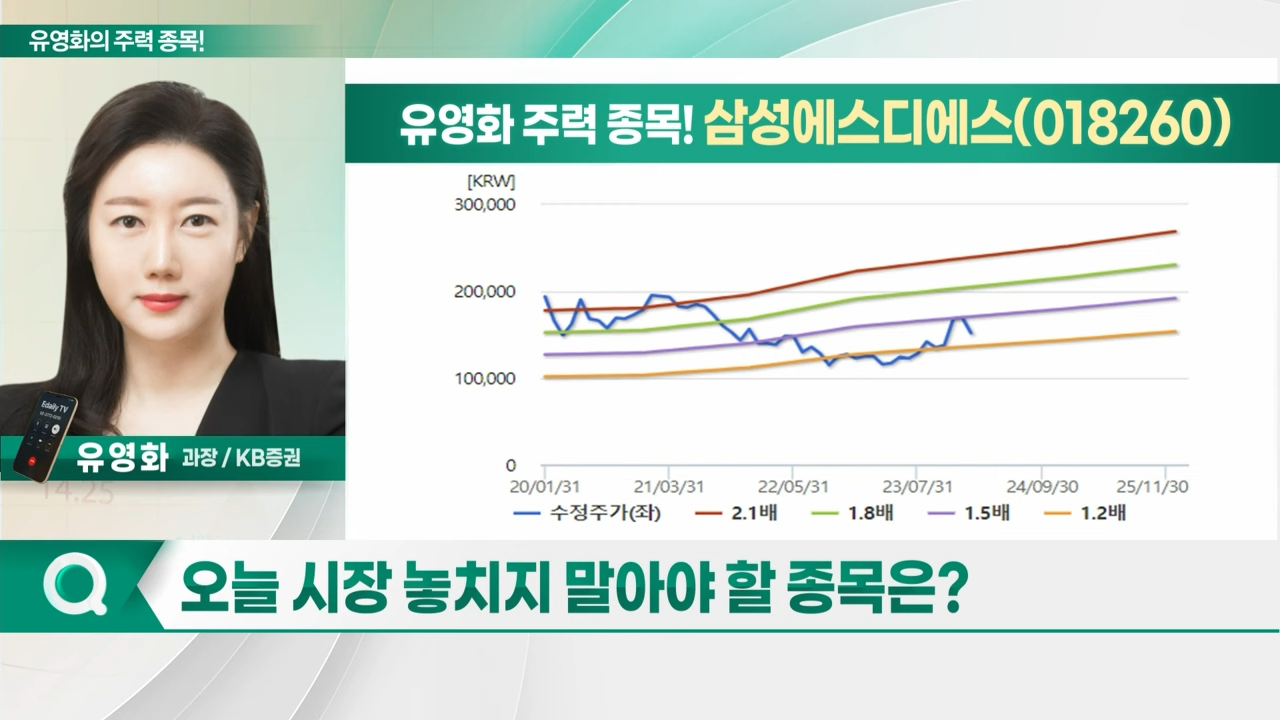 유영화의 주력 종목!
유영화 주력 종목! 삼성에스디에스(018260)
[KRW]
300,000
200,000
100,000
0
20/01/31 21/03/31 22/05/31 23/07/31 24/09/30 25/11/30
수정주가(좌) 2.1배 1.8배 1.5배 1.2배
Edaily TV
유영화 과장 / KB증권
14.25
오늘 시장 놓치지 말아야 할 종목은?